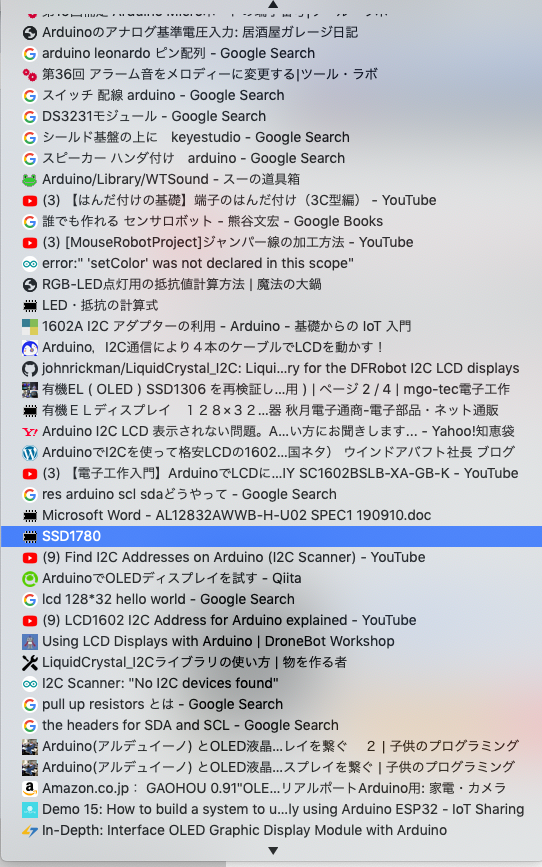 Arduinoのアナログ基準電圧入力: 居酒屋ガレージ日記
arduino leonardo ピン配列 - Google Search
第36回 アラーム音をメロディーに変更する|ツール・ラボ
スイッチ 配線 arduino - Google Search
DS3231モジュール - Google Search
シールド基盤の上に　keyestudio - Google Search
スピーカー ハンダ付け　arduino - Google Search
Arduino/Library/WTSound - スーの道具箱
(3) 【はんだ付けの基礎】端子のはんだ付け（3C型編） - YouTube
誰でも作れる センサロボット - 熊谷文宏 - Google Books
(3) [MouseRobotProject]ジャンパー線の加工方法 - YouTube
error:" 'setColor' was not declared in this scope"
RGB-LED点灯用の抵抗値計算方法 | 魔法の大鍋
LED・抵抗の計算式
1602A I2C アダプターの利用 - Arduino - 基礎からの IoT 入門
Arduino，I2C通信により４本のケーブルでLCDを動かす！
johnrickman/LiquidCrystal_I2C: Liqui...ry for the DFRobot I2C LCD displays
有機EL ( OLED ) SSD1306 を再検証し...用 ) | ページ 2 / 4 | mgo-tec電子工作
有機ＥＬディスプレイ　１２８×３２...器 秋月電子通商-電子部品・ネット通販
Arduino I2C LCD 表示されない問題。A...い方にお聞きします... - Yahoo!知恵袋
ArduinoでI2Cを使って格安LCDの1602...国ネタ） ウインドアバフト社長 ブログ
(3) 【電子工作入門】ArduinoでLCDに...IY SC1602BSLB-XA-GB-K - YouTube
res arduino scl sdaどうやって - Google Search
Microsoft Word - AL12832AWWB-H-U02 SPEC1 190910.doc
SSD1780
(9) Find I2C Addresses on Arduino (I2C Scanner) - YouTube
ArduinoでOLEDディスプレイを試す - Qiita
lcd 128*32 hello world - Google Search
(9) LCD1602 I2C Address for Arduino explained - YouTube
Using LCD Displays with Arduino | DroneBot Workshop
LiquidCrystal_I2Cライブラリの使い方 | 物を作る者
I2C Scanner: "No I2C devices found"
pull up resistors とは - Google Search
the headers for SDA and SCL - Google Search
Arduino(アルデュイーノ) とOLED液晶...レイを繋ぐ　２ | 子供のプログラミング
Arduino(アルデュイーノ) とOLED液晶...スプレイを繋ぐ | 子供のプログラミング
Amazon.co.jp： GAOHOU 0.91"OLE...リアルポートArduino用: 家電・カメラ
Demo 15: How to build a system to u...ly using Arduino ESP32 - IoT Sharing
In-Depth: Interface OLED Graphic Display Module with Arduino